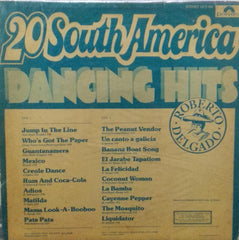 20 South America
DANCING HITS
ROBERTO
DELGADO
Jump In The Line
Who's Got The Paper
Guantanamera
Mexico
Creole Dance
Rum And Coca-Cola
Adios
Matilda
Mama Look-A-Booboo
Pata Pata
The Peanut Vendor
Un canto a galicia
Banana Boat Song
El Jarabe Tapatiom
La Felicidad
Coconut Woman
La Bamba
Cayenne Pepper
The Mosquito
Liquidator